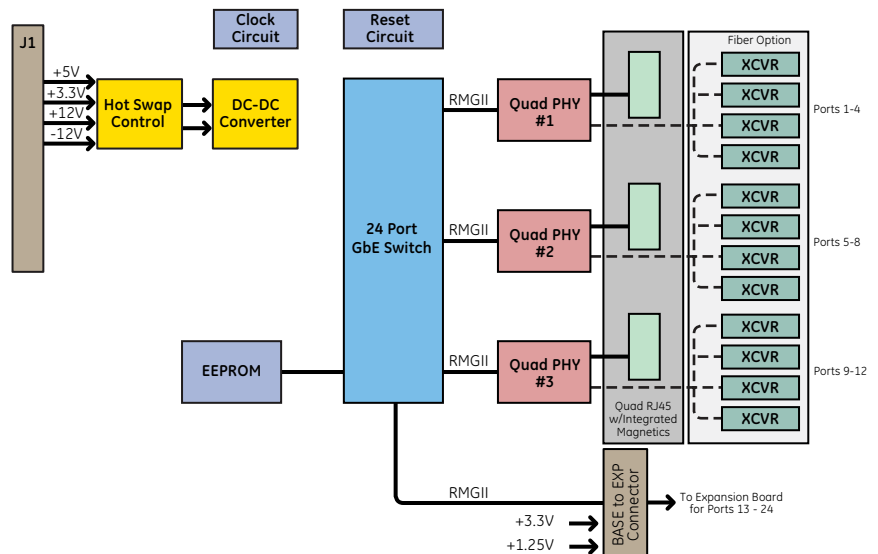 Clock
Circuit
Reset
Circuit
J1
+5V
+3.3V
+12V
-12V
Hot Swap
Control
DC-DC
Converter
24 Port
GbE Switch
EEPROM
RMGII
Quad PHY
#1
RMGII
Quad PHY
#2
RMGII
Quad PHY
#3
Quad RJ45
w/Integrated
Magnetics
Fiber Option
XCVR
XCVR
XCVR
XCVR
Ports 1-4
XCVR
XCVR
XCVR
XCVR
Ports 5-8
XCVR
XCVR
XCVR
XCVR
Ports 9-12
RMGII
+3.3V
+1.25V
BASE to EXP
Connector
To Expansion Board
for Ports 13 - 24